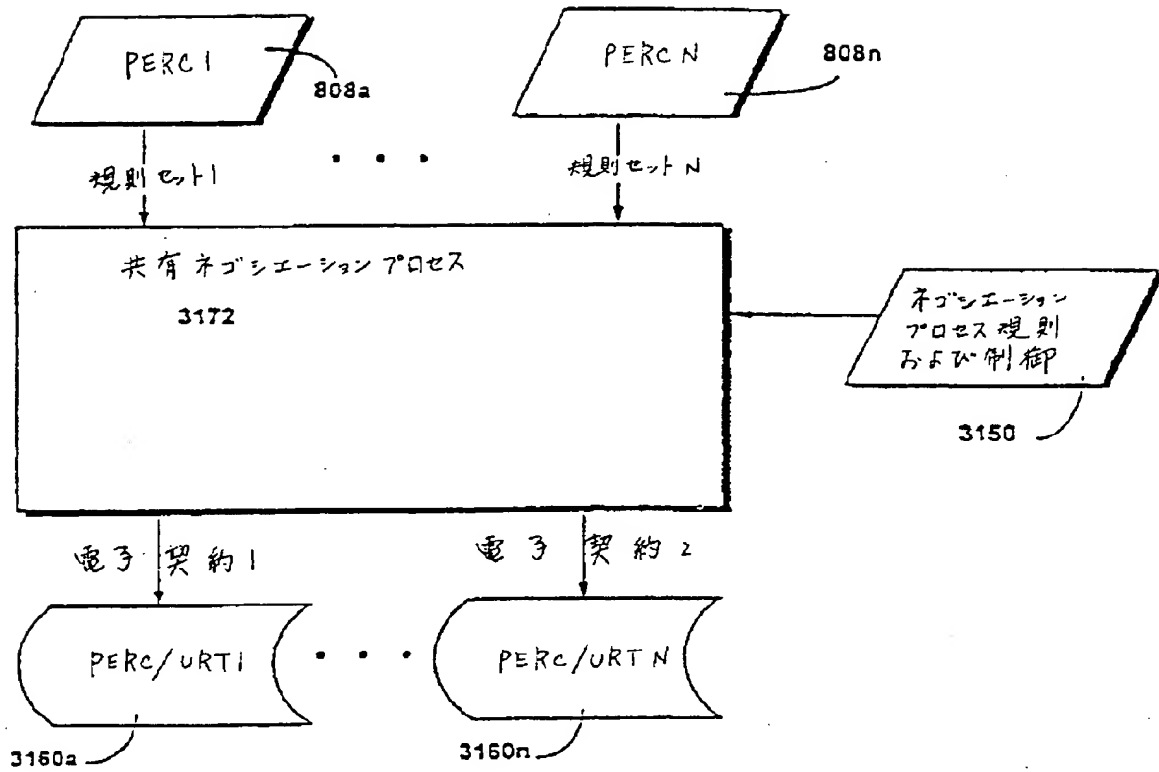 PERC 1
808a
PERC N
808n
規則セット1
• • •
規則セット N
共有ネゴシエーションプロセス
3172
ネゴシエーション
プロセス規則
および制御
3150
電子契約1
電子契約2
PERC/URT1
• • •
PERC/URT N
3160a
3160n